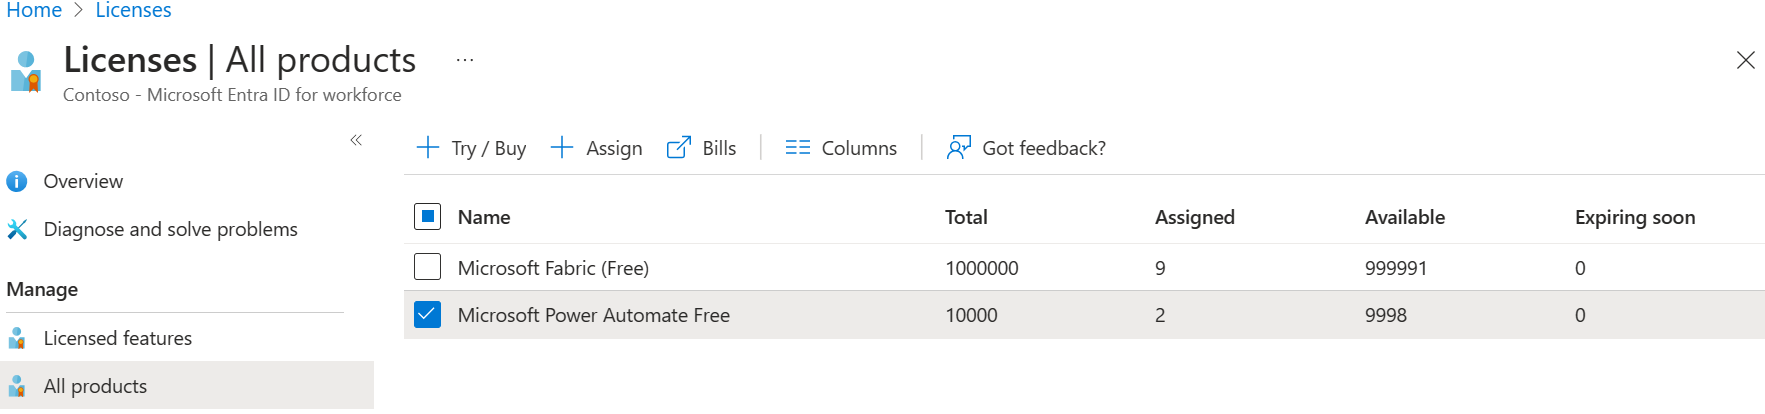 Home > Licenses
Licenses | All products ...
Contoso - Microsoft Entra ID for workforce
Overview
Diagnose and solve problems
Manage
Licensed features
All products
Try / Buy Assign Bills Columns Got feedback?
Name Total Assigned Available Expiring soon
Microsoft Fabric (Free) 1000000 9 999991 0
Microsoft Power Automate Free 10000 2 9998 0